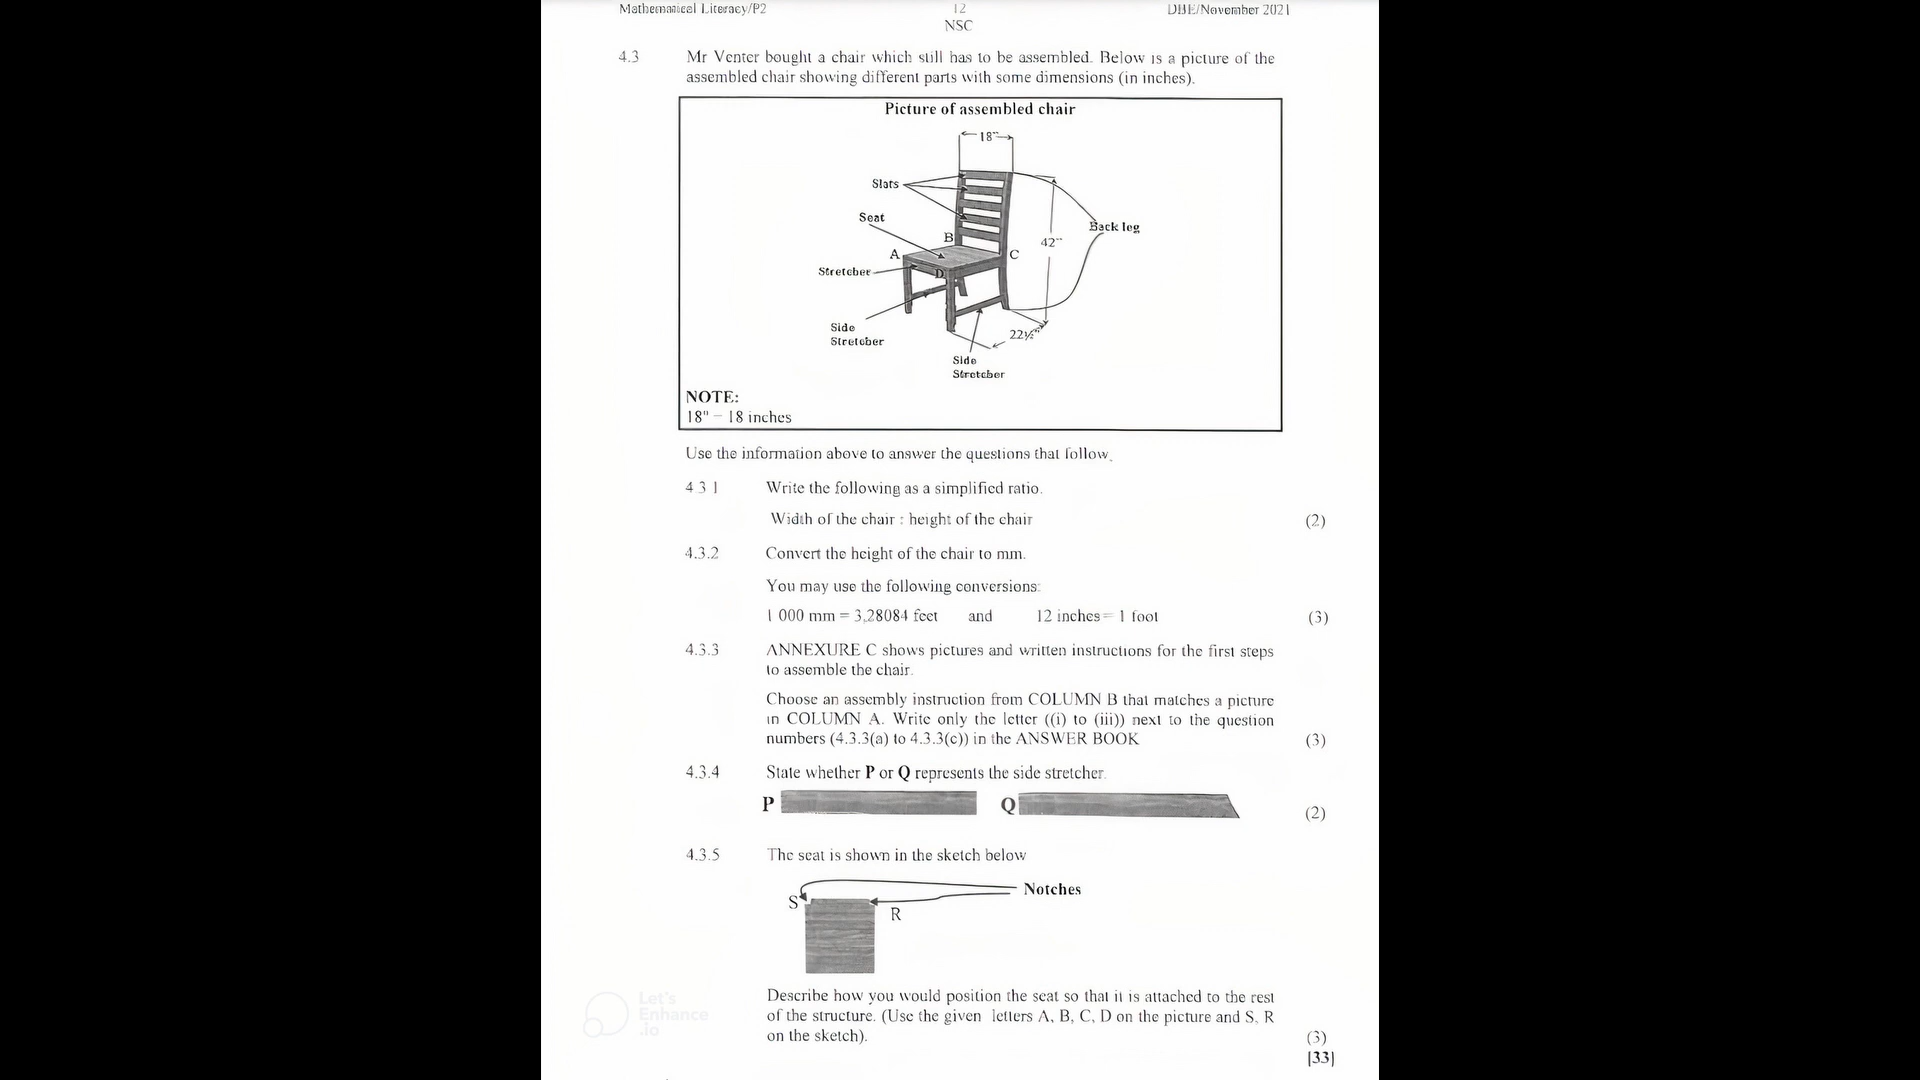 Mathematical Literacy/P2 12 DBE/November 2021
NSC
4.3 Mr Venter bought a chair which still has to be assembled. Below is a picture of the
assembled chair showing different parts with some dimensions (in inches).
Picture of assembled chair
18"
Slats
Seat
Back leg
B
42"
A
C
Stretcher
D
Side
Stretcher
22½"
Side
Stretcher
NOTE:
18" = 18 inches
Use the information above to answer the questions that follow.
4.3.1 Write the following as a simplified ratio.
Width of the chair : height of the chair (2)
4.3.2 Convert the height of the chair to mm.
You may use the following conversions:
1 000 mm = 3,28084 feet and 12 inches = 1 foot (3)
4.3.3 ANNEXURE C shows pictures and written instructions for the first steps
to assemble the chair.
Choose an assembly instruction from COLUMN B that matches a picture
in COLUMN A. Write only the letter ((i) to (iii)) next to the question
numbers (4.3.3(a) to 4.3.3(c)) in the ANSWER BOOK (3)
4.3.4 State whether P or Q represents the side stretcher.
P Q (2)
4.3.5 The seat is shown in the sketch below
Notches
S
R
Describe how you would position the seat so that it is attached to the rest
of the structure. (Use the given letters A, B, C, D on the picture and S, R
on the sketch). (3)
[33]
Let's
Enhance
.io